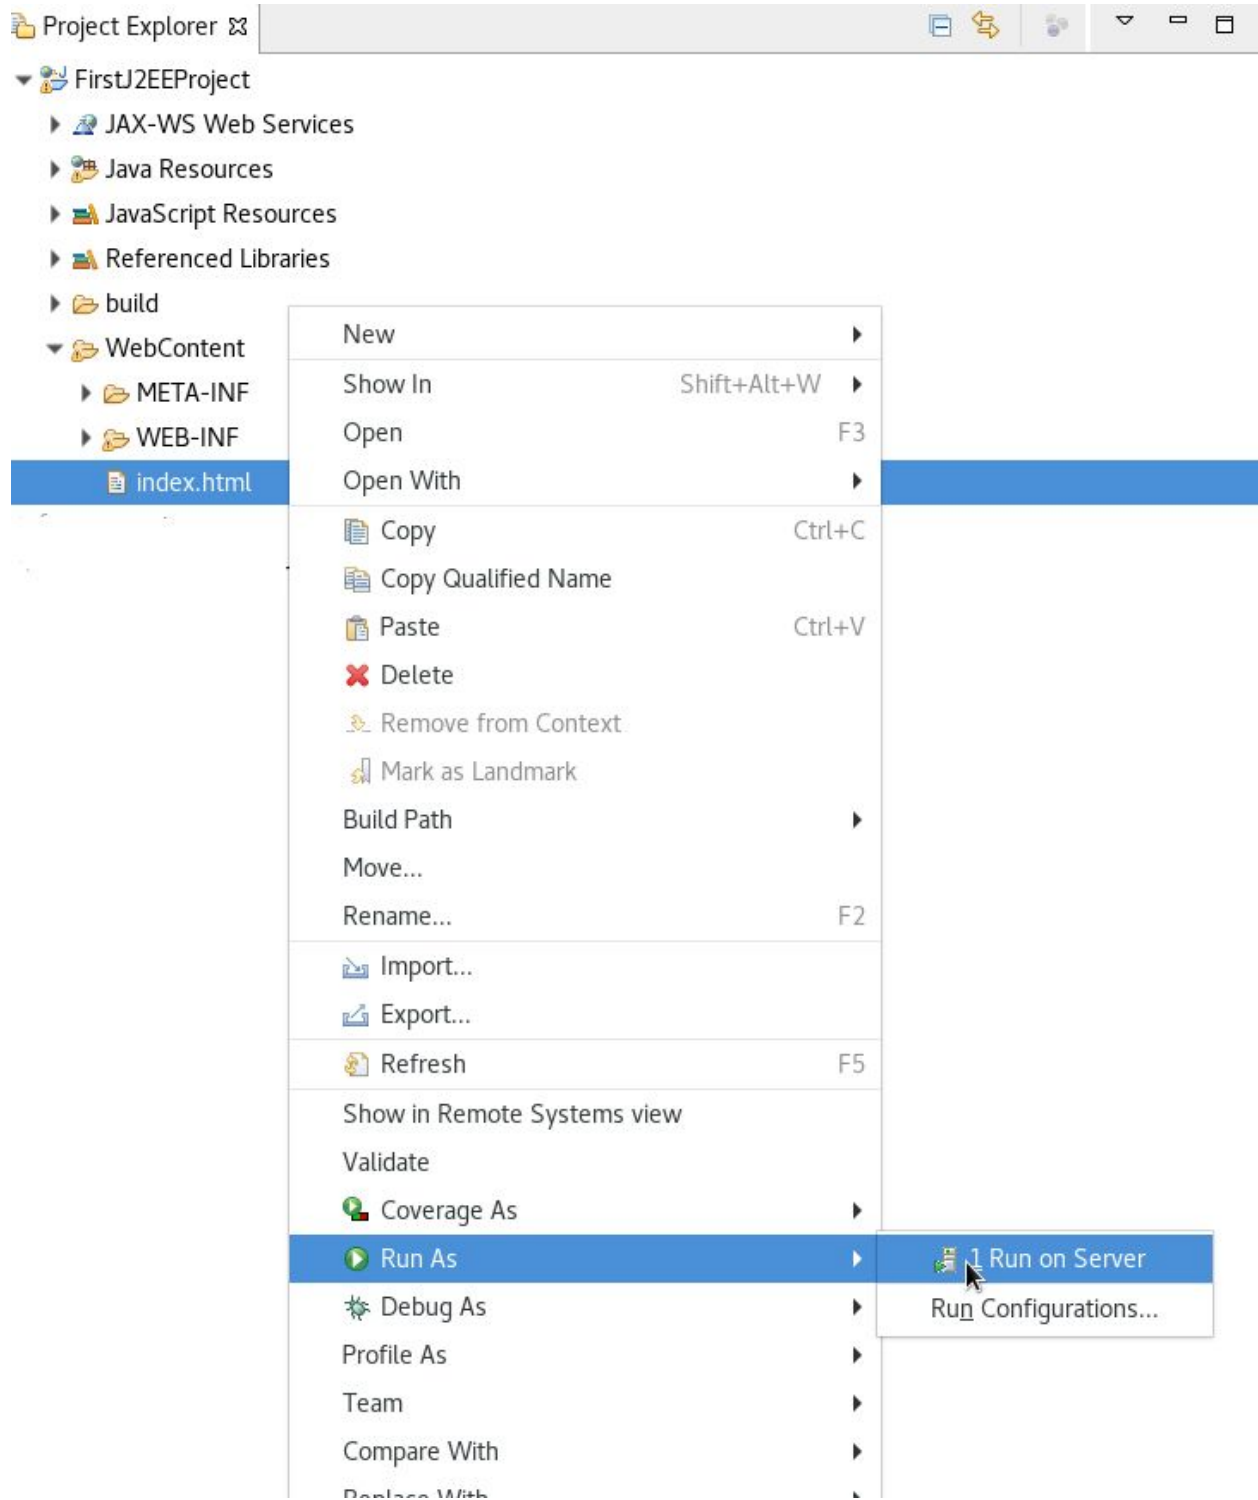 Project Explorer
FirstJ2EEProject
JAX-WS Web Services
Java Resources
JavaScript Resources
Referenced Libraries
build
WebContent
META-INF
WEB-INF
index.html
New
Show In Shift+Alt+W
Open F3
Open With
Copy Ctrl+C
Copy Qualified Name
Paste Ctrl+V
Delete
Remove from Context
Mark as Landmark
Build Path
Move...
Rename... F2
Import...
Export...
Refresh F5
Show in Remote Systems view
Validate
Coverage As
Run As
1 Run on Server
Debug As
Run Configurations...
Profile As
Team
Compare With
Replace With